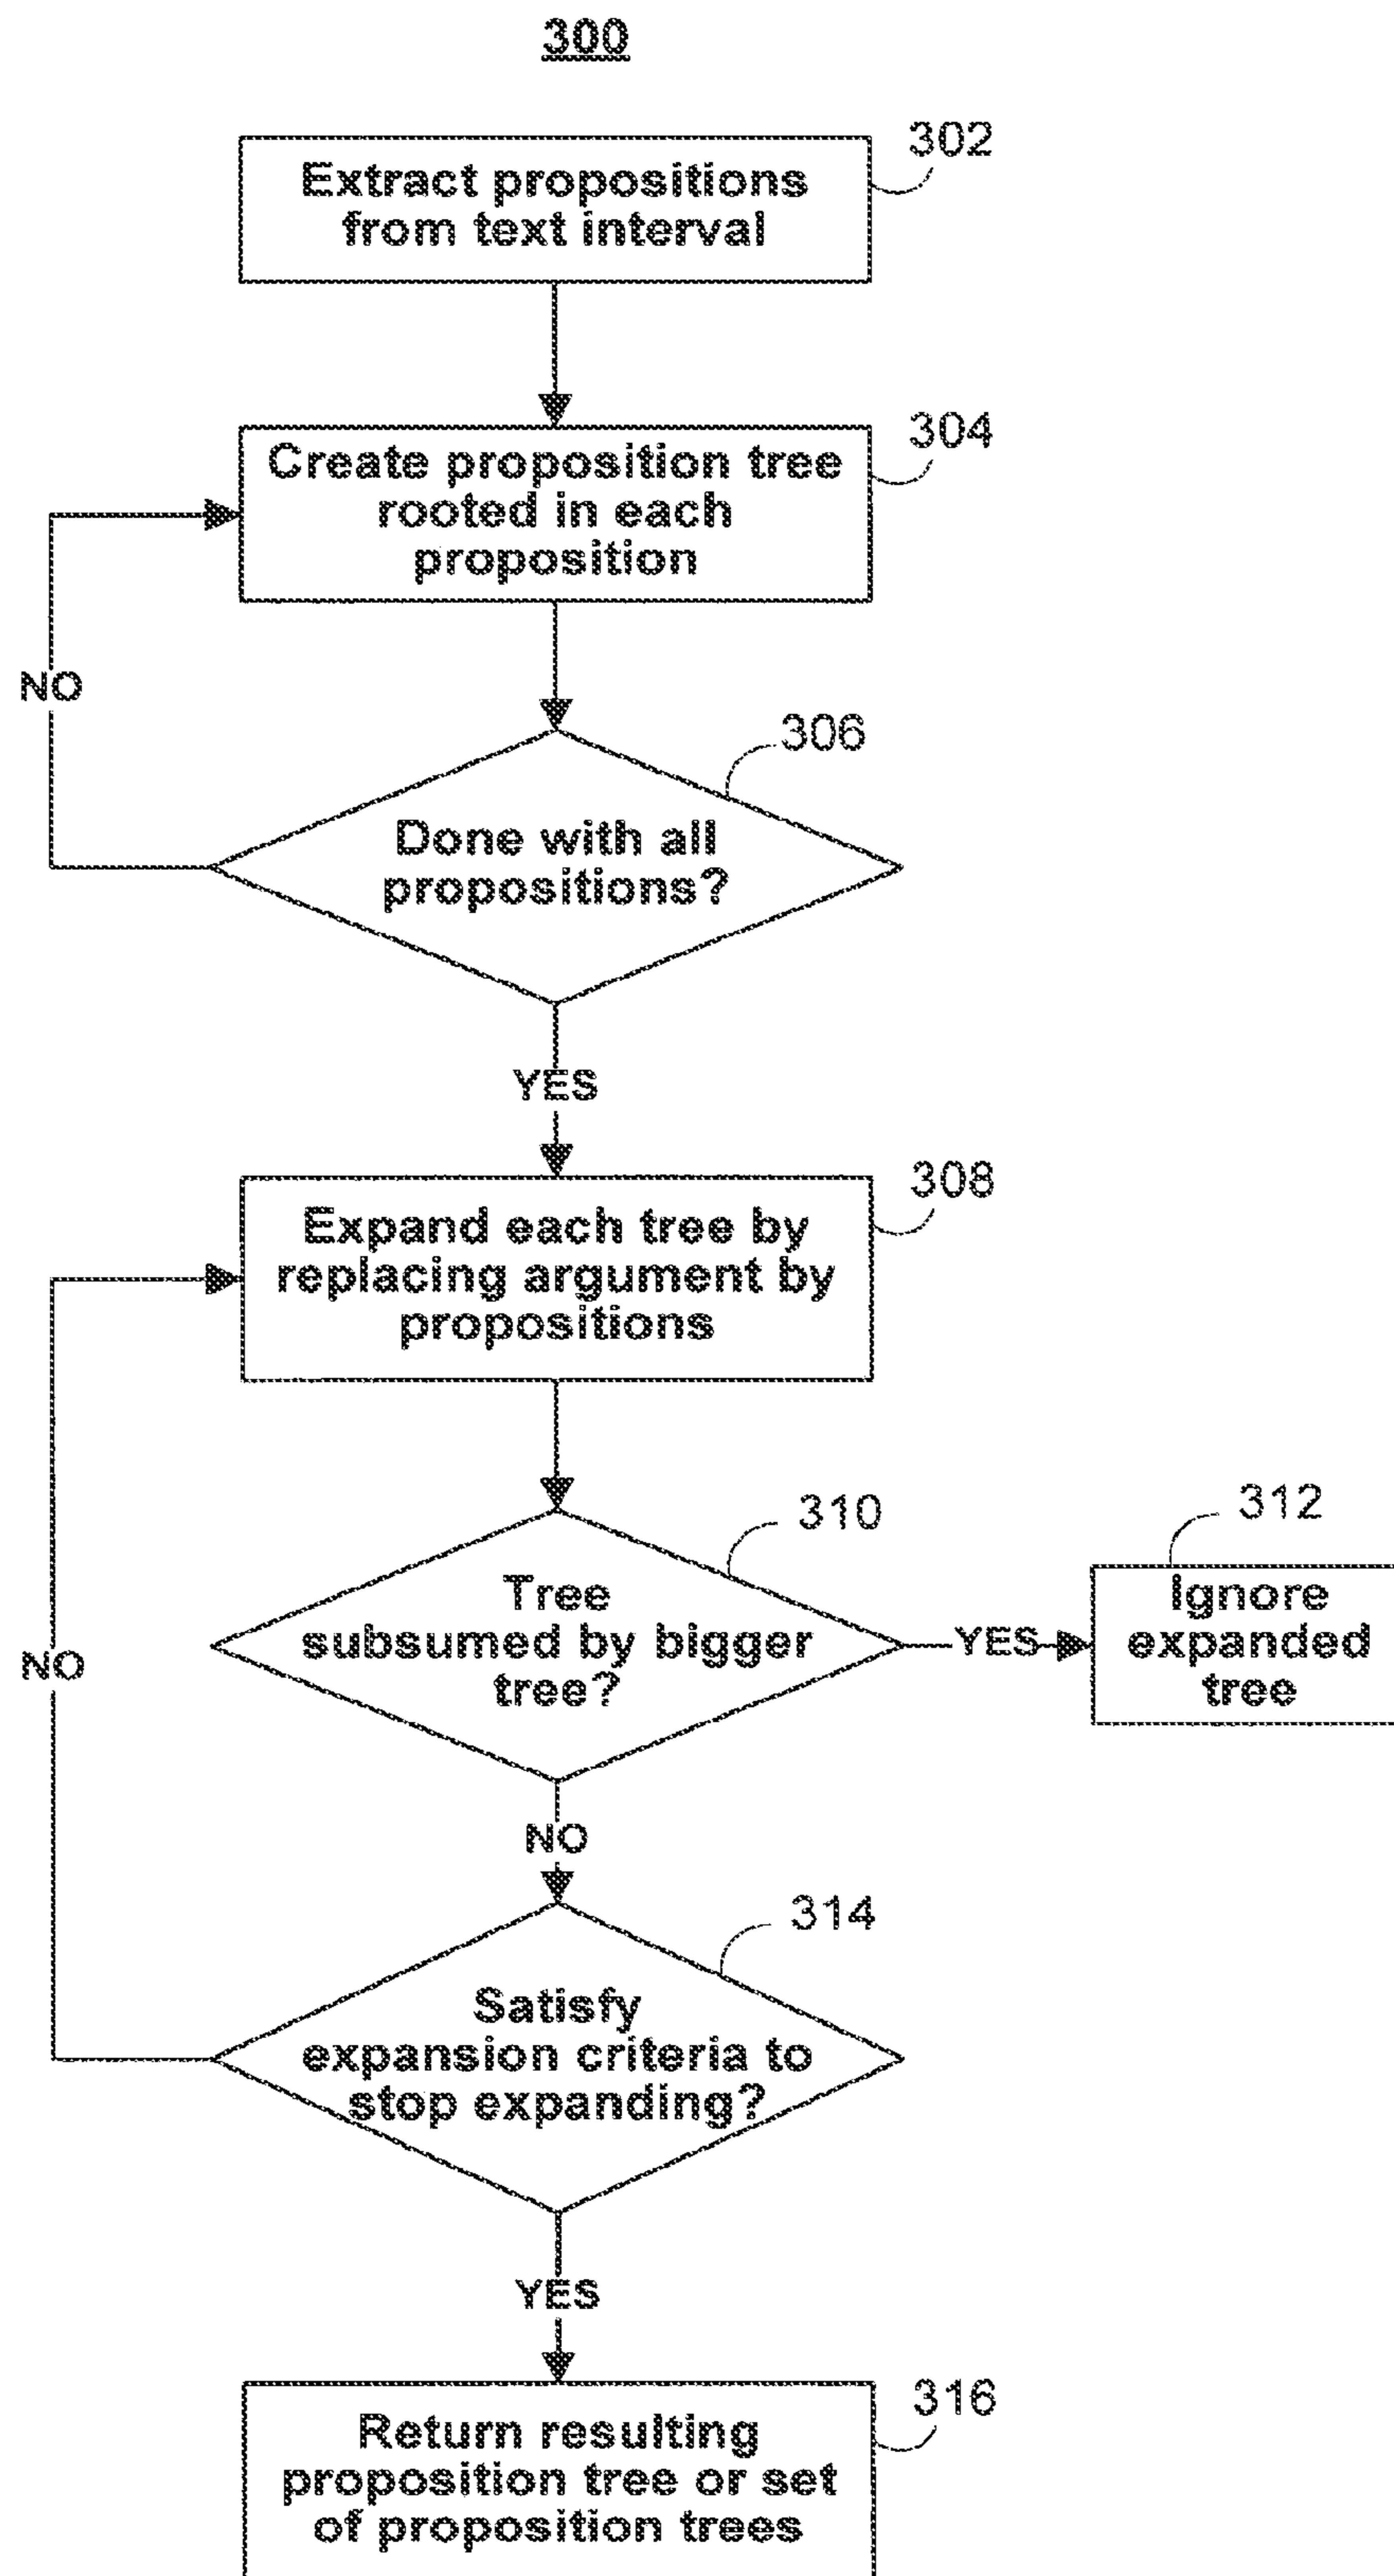 300
302
Extract propositions
from text interval
304
Create proposition tree
rooted in each
proposition
NO
306
Done with all
propositions?
YES
308
Expand each tree by
replacing argument by
propositions
310
312
Tree
subsumed by bigger
tree?
YES
Ignore
expanded
tree
NO
NO
314
Satisfy
expansion criteria to
stop expanding?
YES
316
Return resulting
proposition tree or set
of proposition trees